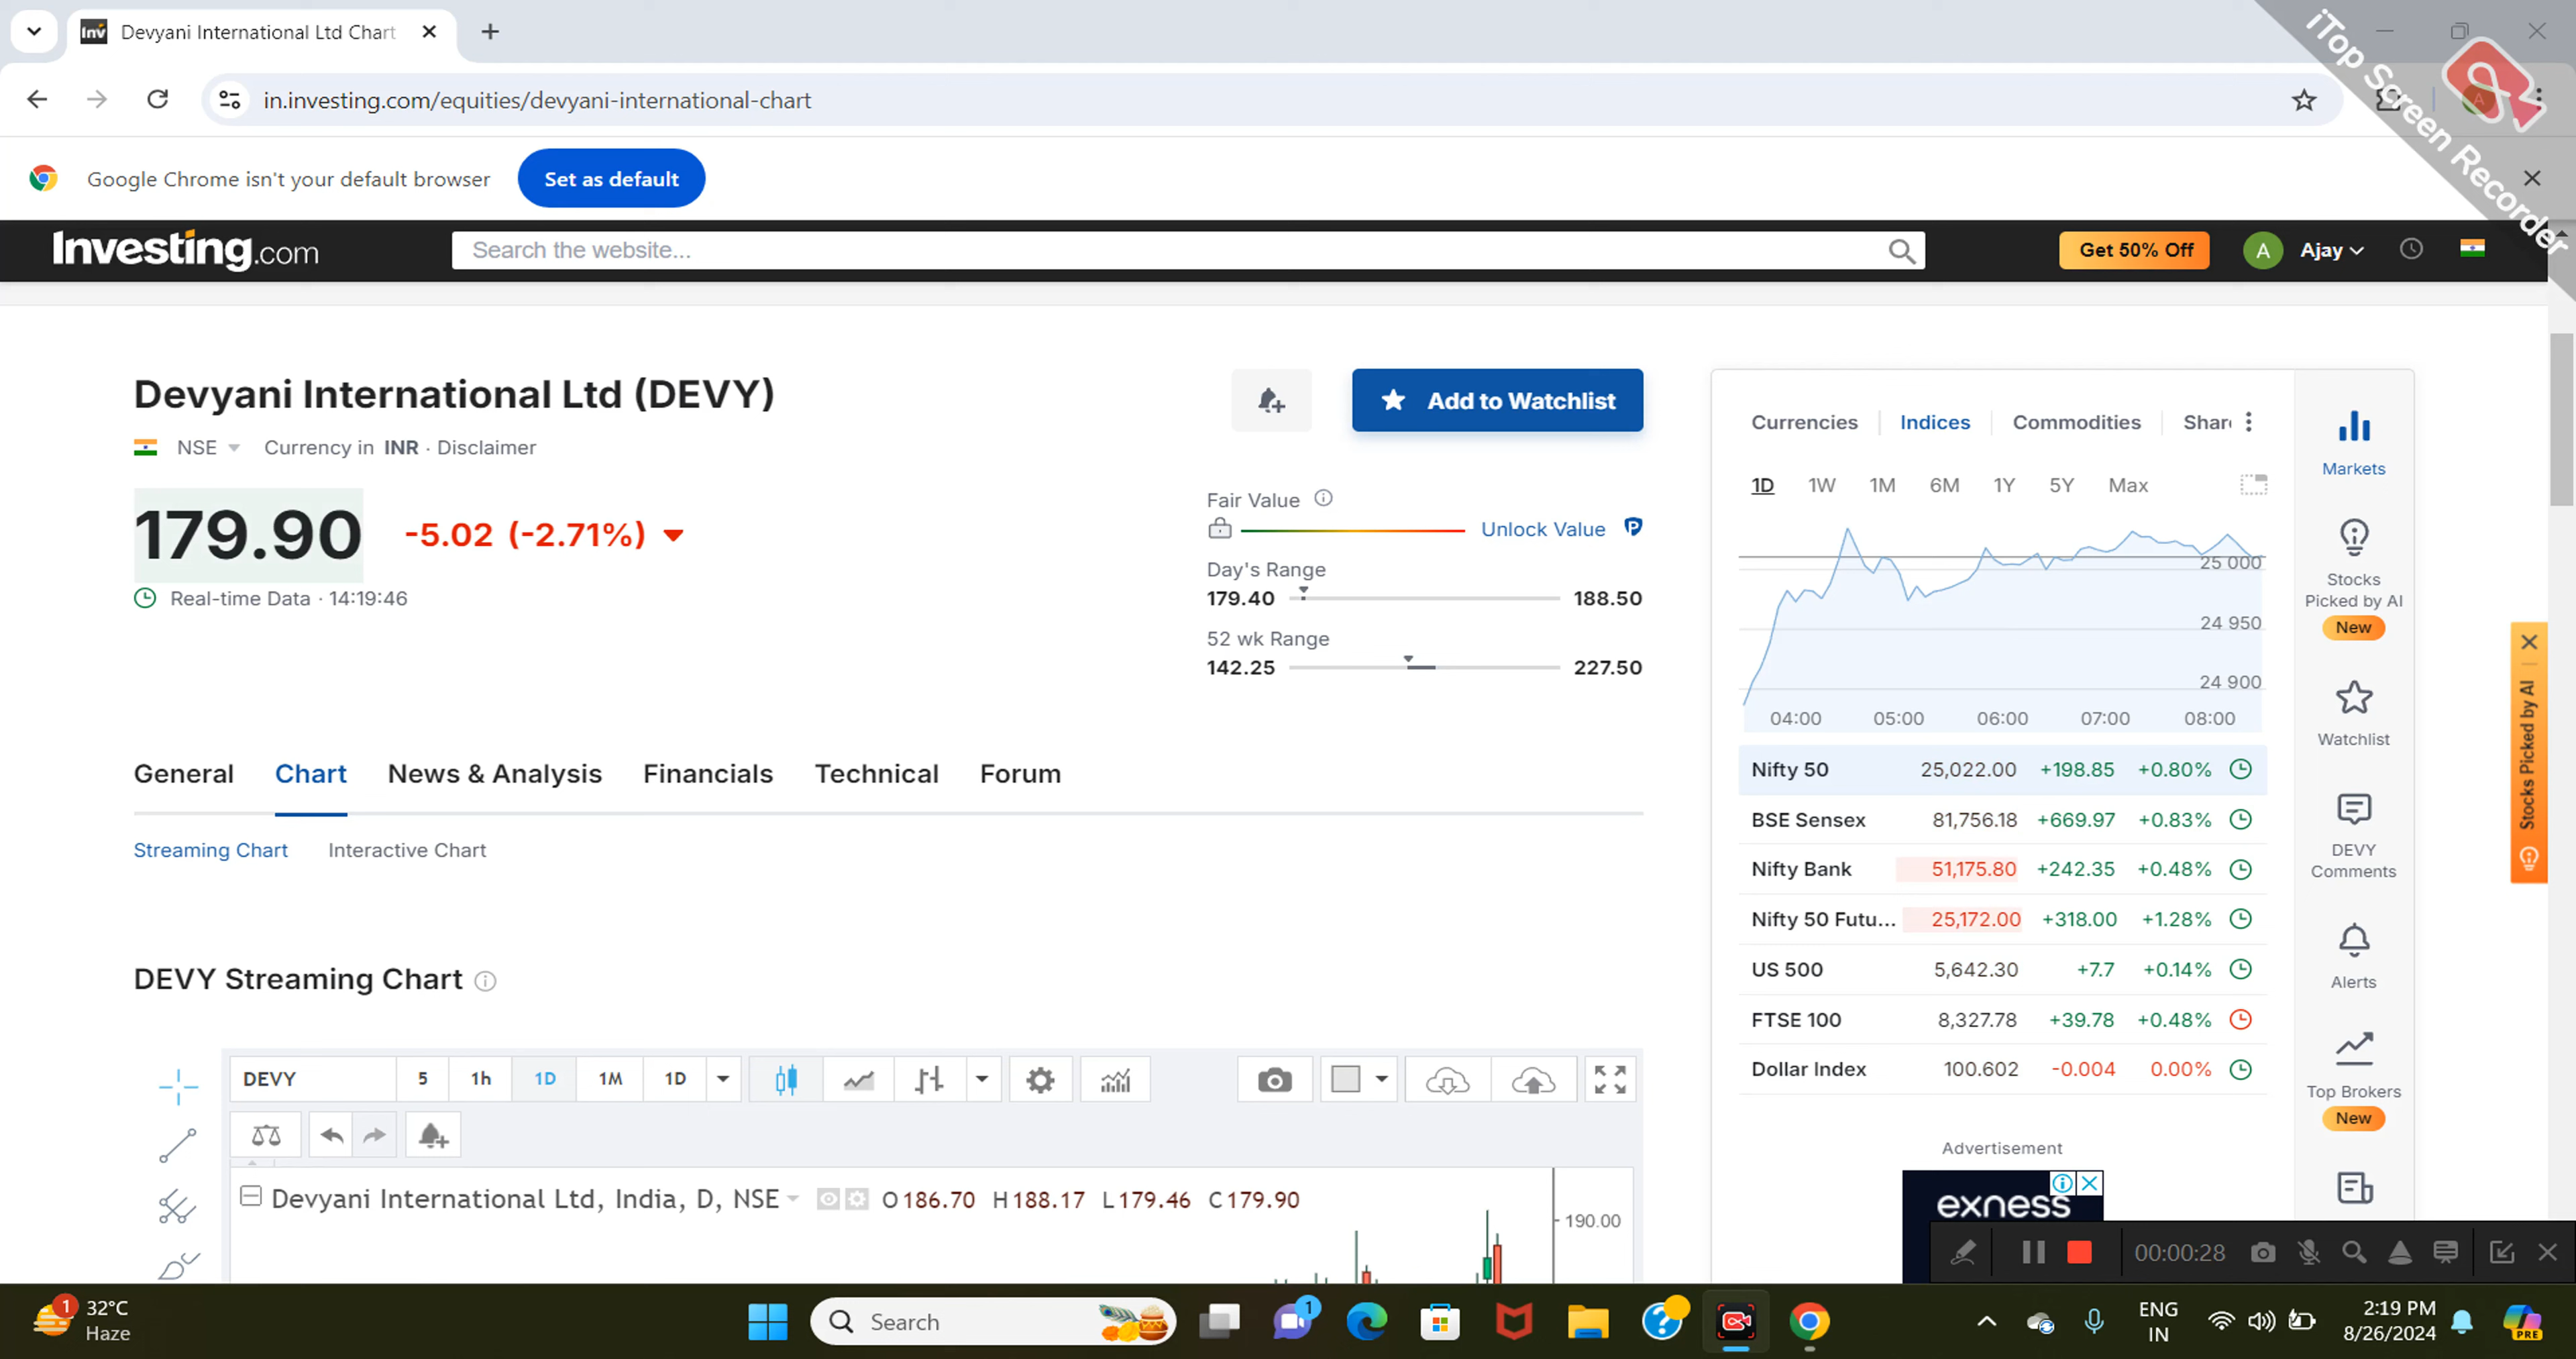 Devyani International Ltd Chart
in.investing.com/equities/devyani-international-chart
iTop Screen Recorder
Google Chrome isn't your default browser
Set as default
Investing.com
Search the website...
Get 50% Off
A
Ajay
Devyani International Ltd (DEVY)
Add to Watchlist
NSE
Currency in INR · Disclaimer
179.90
-5.02 (-2.71%)
Real-time Data · 14:19:46
Fair Value
Unlock Value
Day's Range
179.40
188.50
52 wk Range
142.25
227.50
General
Chart
News & Analysis
Financials
Technical
Forum
Streaming Chart
Interactive Chart
DEVY Streaming Chart
DEVY
5
1h
1D
1M
1D
Devyani International Ltd, India, D, NSE
O 186.70 H 188.17 L 179.46 C 179.90
190.00
Currencies
Indices
Commodities
Shar
1D
1W
1M
6M
1Y
5Y
Max
25 000
24 950
24 900
04:00
05:00
06:00
07:00
08:00
Nifty 50 25,022.00 +198.85 +0.80%
BSE Sensex 81,756.18 +669.97 +0.83%
Nifty Bank 51,175.80 +242.35 +0.48%
Nifty 50 Futu... 25,172.00 +318.00 +1.28%
US 500 5,642.30 +7.7 +0.14%
FTSE 100 8,327.78 +39.78 +0.48%
Dollar Index 100.602 -0.004 0.00%
Advertisement
exness
Markets
Stocks
Picked by AI
New
Watchlist
DEVY
Comments
Alerts
Top Brokers
New
Stocks Picked by AI
00:00:28
1
32°C
Haze
Search
1
ENG
IN
2:19 PM
8/26/2024
PRE